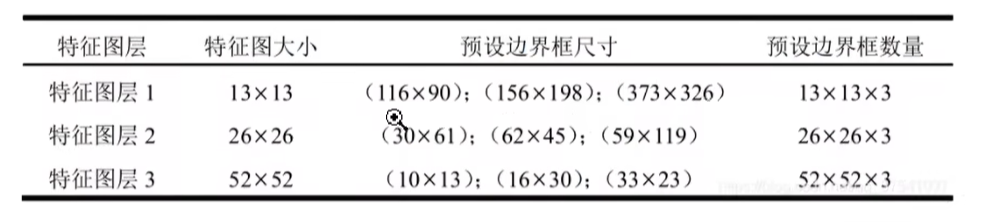 特征图层 特征图大小 预设边界框尺寸 预设边界框数量
特征图层 1 13×13 (116×90); (156×198); (373×326) 13×13×3
特征图层 2 26×26 (30×61); (62×45); (59×119) 26×26×3
特征图层 3 52×52 (10×13); (16×30); (33×23) 52×52×3